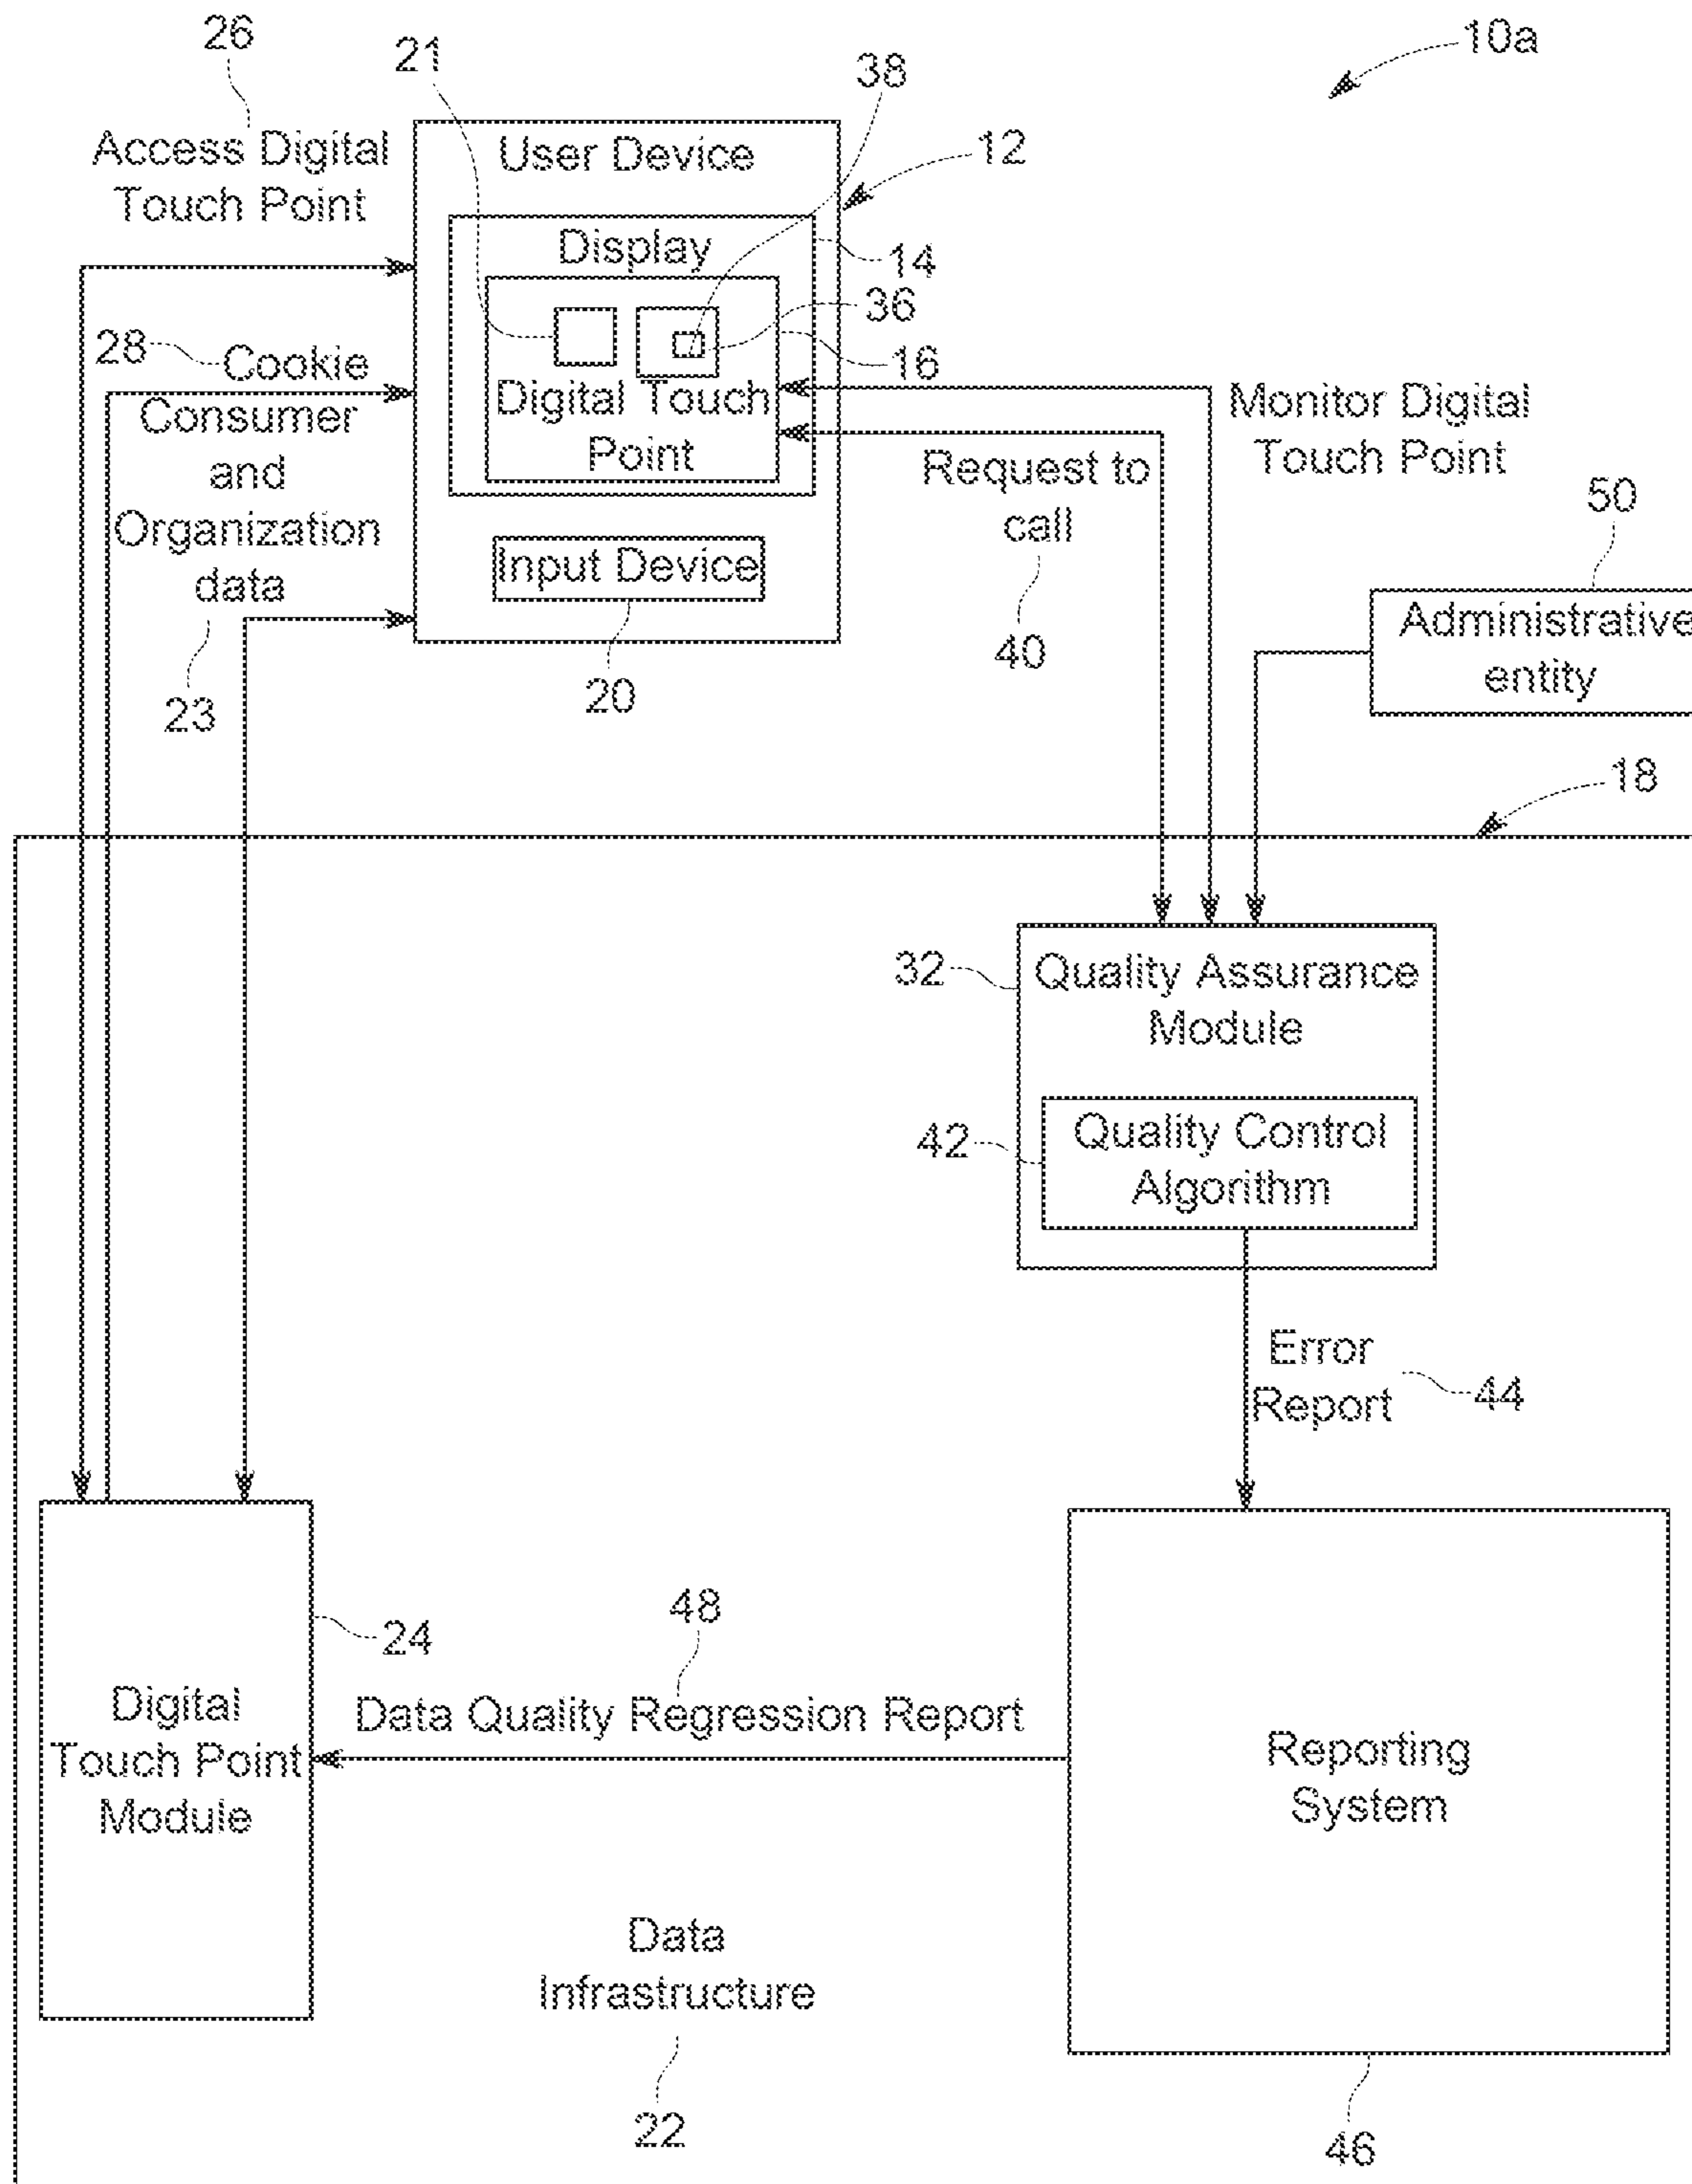 10a
26
Access Digital
Touch Point
21
38
User Device
12
Display
14
36
16
28
Cookie
Digital Touch
Point
Monitor Digital
Touch Point
Consumer
and
Organization
data
23
Request to
call
40
Input Device
20
50
Administrative
entity
18
32
Quality Assurance
Module
42
Quality Control
Algorithm
Error
Report
44
24
48
Data Quality Regression Report
Digital
Touch Point
Module
Reporting
System
Data
Infrastructure
22
46